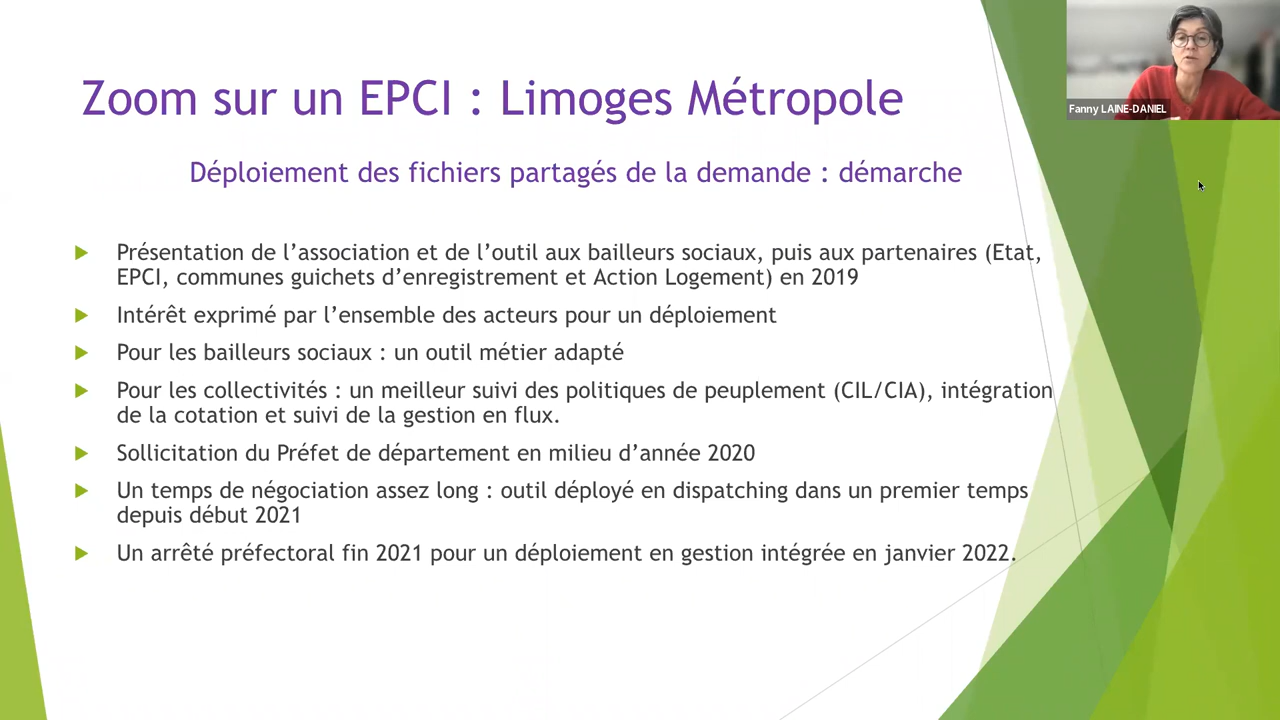 Zoom sur un EPCI : Limoges Métropole
Fanny LAINE-DANIEL
Déploiement des fichiers partagés de la demande : démarche
Présentation de l’association et de l’outil aux bailleurs sociaux, puis aux partenaires (Etat,
EPCI, communes guichets d’enregistrement et Action Logement) en 2019
Intérêt exprimé par l’ensemble des acteurs pour un déploiement
Pour les bailleurs sociaux : un outil métier adapté
Pour les collectivités : un meilleur suivi des politiques de peuplement (CIL/CIA), intégration
de la cotation et suivi de la gestion en flux.
Sollicitation du Préfet de département en milieu d’année 2020
Un temps de négociation assez long : outil déployé en dispatching dans un premier temps
depuis début 2021
Un arrêté préfectoral fin 2021 pour un déploiement en gestion intégrée en janvier 2022.